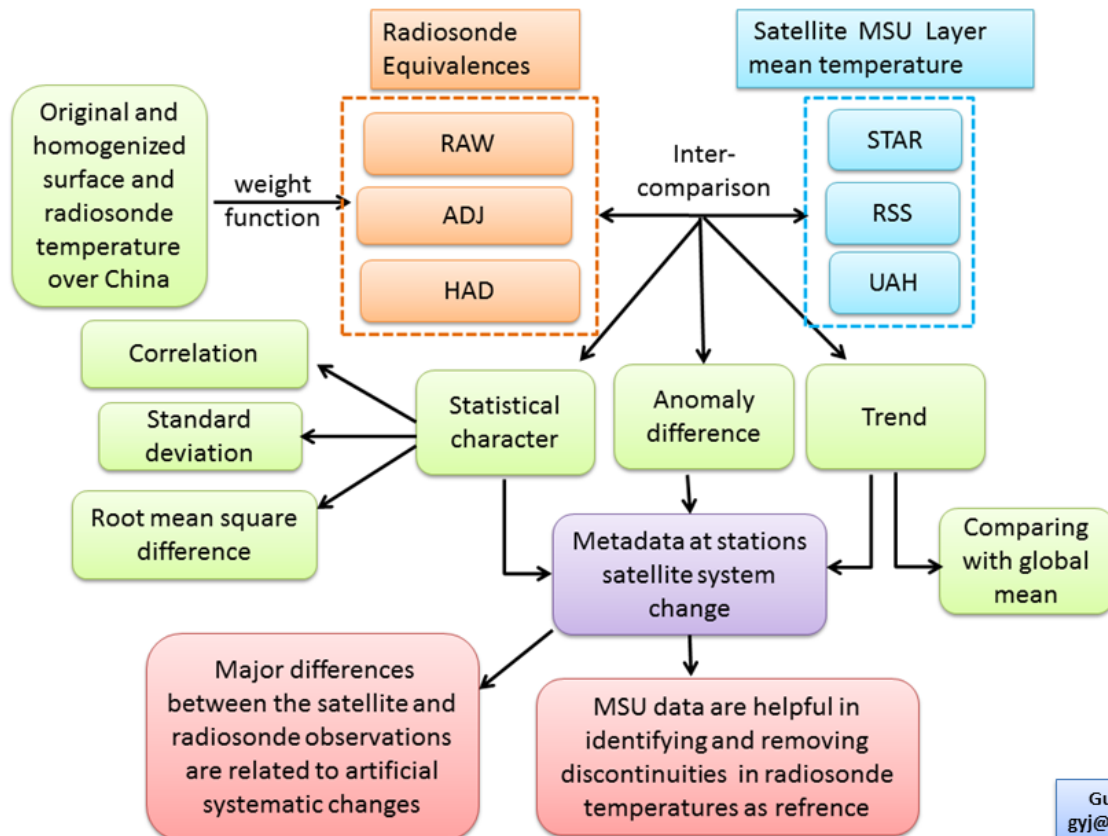 Radiosonde
Equivalences
Satellite MSU Layer
mean temperature
Original and
homogenized
surface and
radiosonde
temperature
over China
weight
function
RAW
ADJ
HAD
Inter-
comparison
STAR
RSS
UAH
Correlation
Standard
deviation
Root mean square
difference
Statistical
character
Anomaly
difference
Trend
Metadata at stations
satellite system
change
Comparing
with global
mean
Major differences
between the satellite and
radiosonde observations
are related to artificial
systematic changes
MSU data are helpful in
identifying and removing
discontinuities in radiosonde
temperatures as refrence
Gu
gyj@